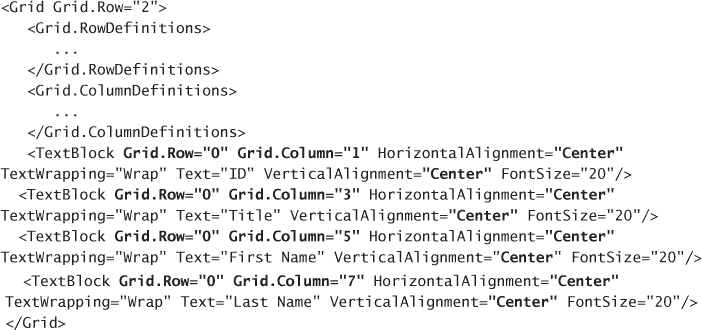 <Grid Grid.Row="2">
<Grid.RowDefinitions>
...
</Grid.RowDefinitions>
<Grid.ColumnDefinitions>
...
</Grid.ColumnDefinitions>
<TextBlock Grid.Row="0" Grid.Column="1" HorizontalAlignment="Center"
TextWrapping="Wrap" Text="ID" VerticalAlignment="Center" FontSize="20"/>
<TextBlock Grid.Row="0" Grid.Column="3" HorizontalAlignment="Center"
TextWrapping="Wrap" Text="Title" VerticalAlignment="Center" FontSize="20"/>
<TextBlock Grid.Row="0" Grid.Column="5" HorizontalAlignment="Center"
TextWrapping="Wrap" Text="First Name" VerticalAlignment="Center" FontSize="20"/>
<TextBlock Grid.Row="0" Grid.Column="7" HorizontalAlignment="Center"
TextWrapping="Wrap" Text="Last Name" VerticalAlignment="Center" FontSize="20"/>
</Grid>